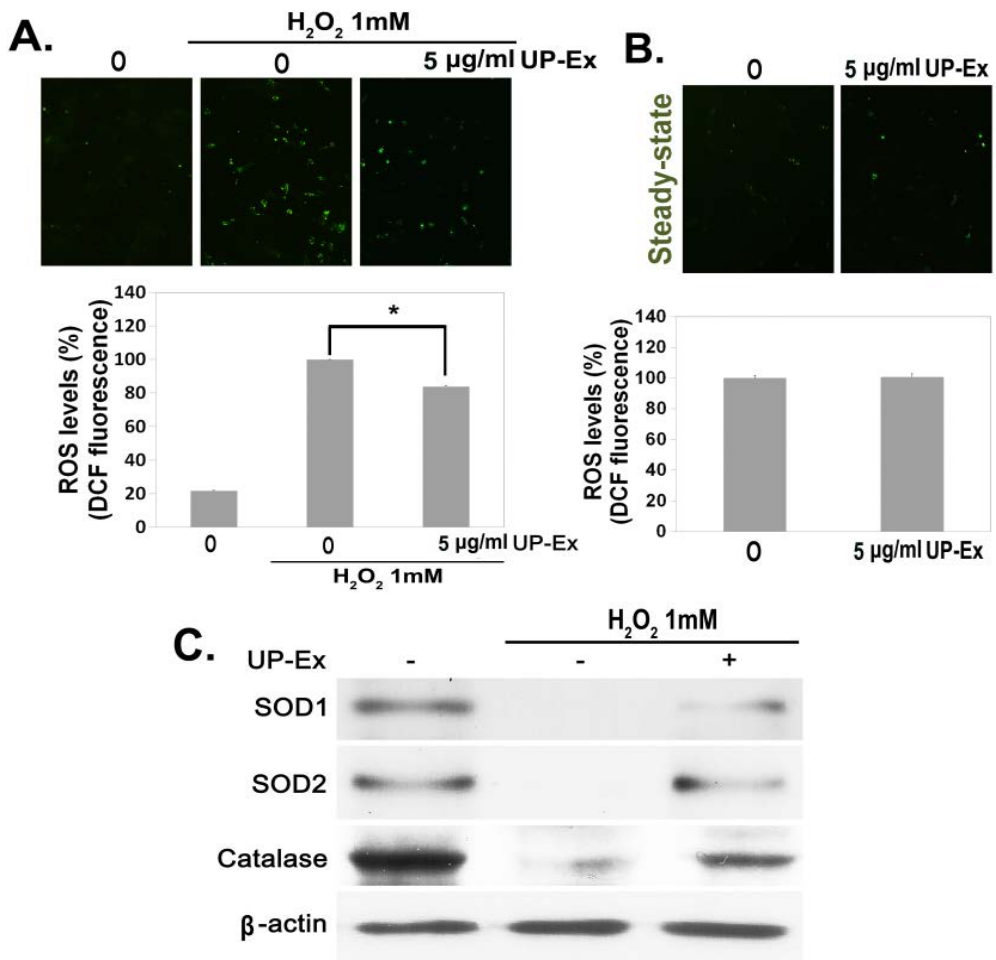 A.
H₂O₂ 1mM
0 0 5 µg/ml UP-Ex
140
120
100
80
60
40
20
0
ROS levels (%)
(DCF fluorescence)
*
0 0 5 µg/ml UP-Ex
H₂O₂ 1mM
B.
0 5 µg/ml UP-Ex
Steady-state
140
120
100
80
60
40
20
0
ROS levels (%)
(DCF fluorescence)
0 5 µg/ml UP-Ex
C.
H₂O₂ 1mM
UP-Ex - - +
SOD1
SOD2
Catalase
β-actin